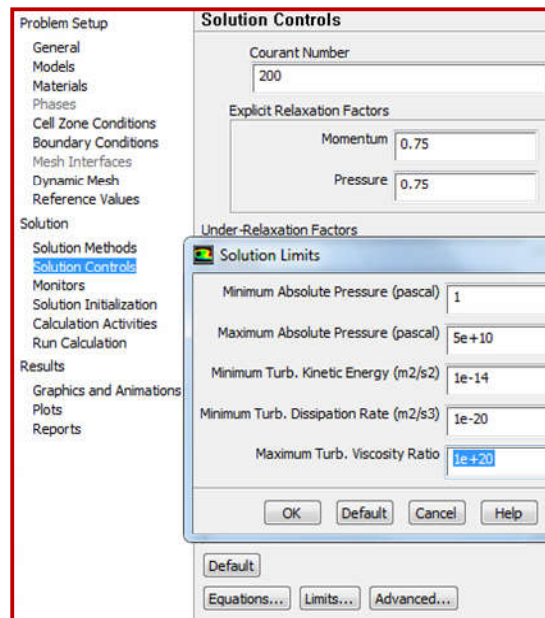 Problem Setup
General
Models
Materials
Phases
Cell Zone Conditions
Boundary Conditions
Mesh Interfaces
Dynamic Mesh
Reference Values
Solution
Solution Methods
Solution Controls
Monitors
Solution Initialization
Calculation Activities
Run Calculation
Results
Graphics and Animations
Plots
Reports
Solution Controls
Courant Number
200
Explicit Relaxation Factors
Momentum 0.75
Pressure 0.75
Under-Relaxation Factors
Solution Limits
Minimum Absolute Pressure (pascal) 1
Maximum Absolute Pressure (pascal) 5e+10
Minimum Turb. Kinetic Energy (m2/s2) 1e-14
Minimum Turb. Dissipation Rate (m2/s3) 1e-20
Maximum Turb. Viscosity Ratio 1e+20
OK Default Cancel Help
Default
Equations... Limits... Advanced...